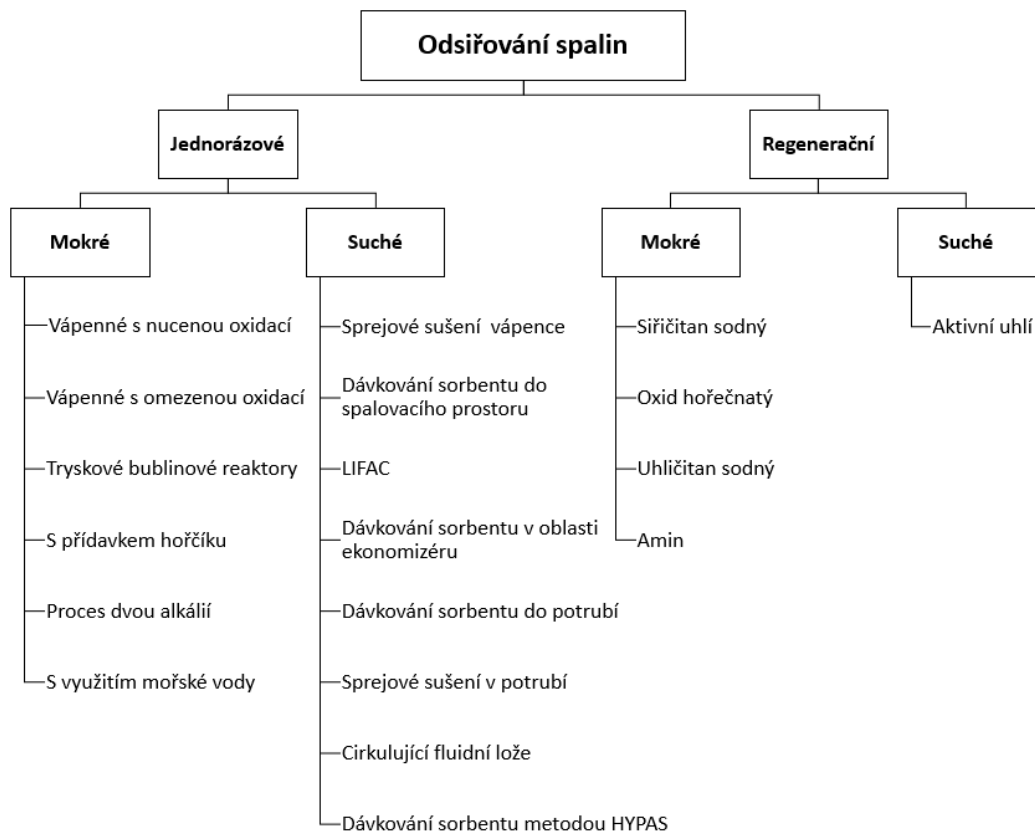 Odsiřování spalin
Jednorázové
Regenerační
Mokré
Suché
Mokré
Suché
Vápenné s nucenou oxidací
Vápenné s omezenou oxidací
Tryskové bublinové reaktory
S přídavkem hořčíku
Proces dvou alkálií
S využitím mořské vody
Sprejové sušení vápence
Dávkování sorbentu do
spalovacího prostoru
LIFAC
Dávkování sorbentu v oblasti
ekonomizéru
Dávkování sorbentu do potrubí
Sprejové sušení v potrubí
Cirkulující fluidní lože
Dávkování sorbentu metodou HYPAS
Siřičitan sodný
Oxid hořečnatý
Uhličitan sodný
Amin
Aktivní uhlí